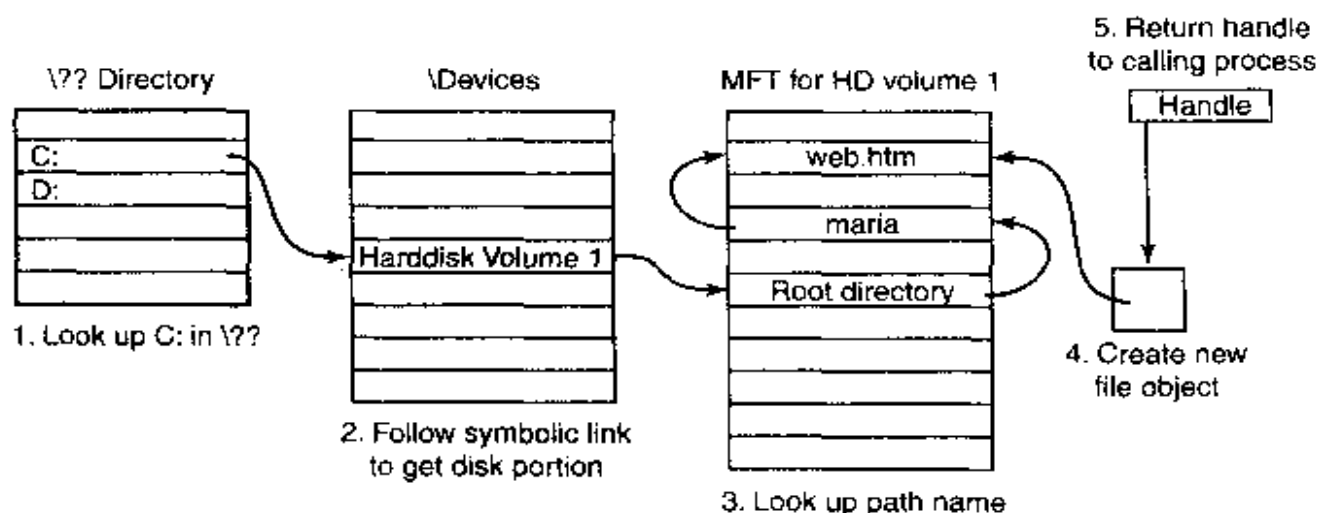 \?? Directory
C:
D:
1. Look up C: in \??
\Devices
Harddisk Volume 1
2. Follow symbolic link
to get disk portion
MFT for HD volume 1
web.htm
maria
Root directory
3. Look up path name
5. Return handle
to calling process
Handle
4. Create new
file object